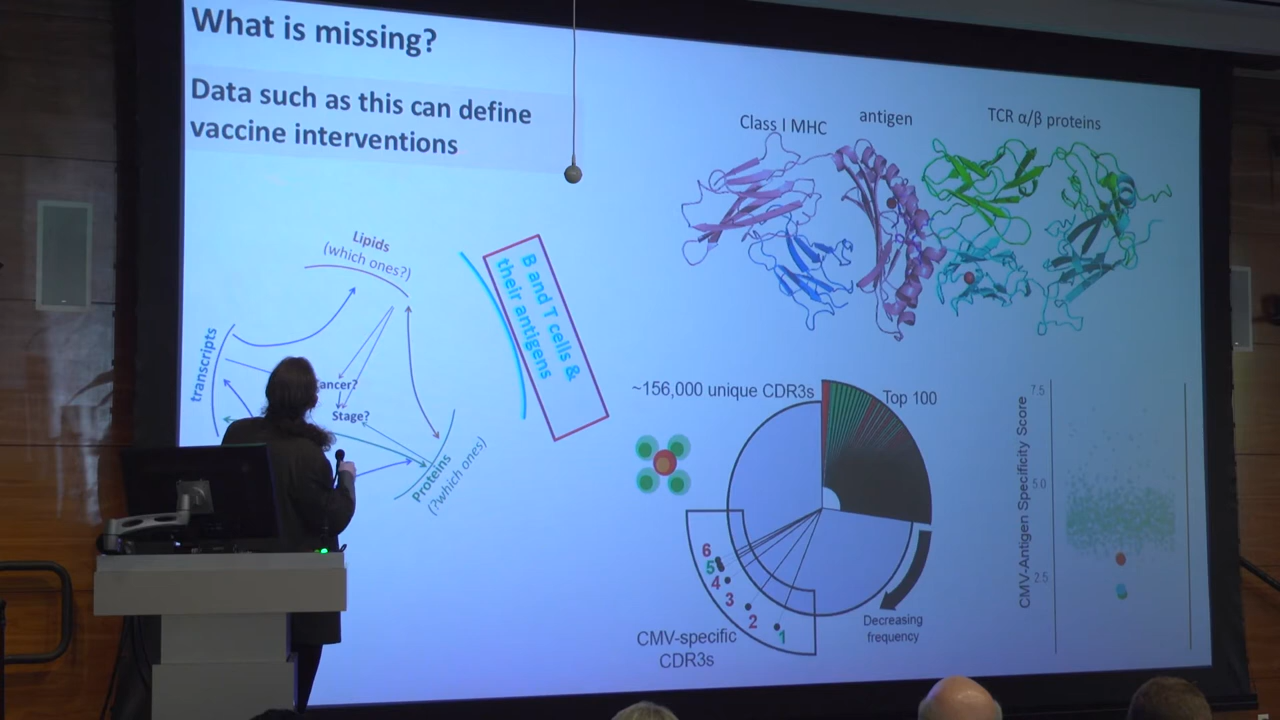 What is missing?
Data such as this can define
vaccine interventions
Class I MHC
antigen
TCR α/β proteins
Lipids
(which ones?)
B and T cells &
their antigens
transcripts
Stage?
Proteins
(?which ones)
~156,000 unique CDR3s
Top 100
6
5
4
3
2
1
CMV-specific
CDR3s
Decreasing
frequency
CMV-Antigen Specificity Score
7.5
5.0
2.5